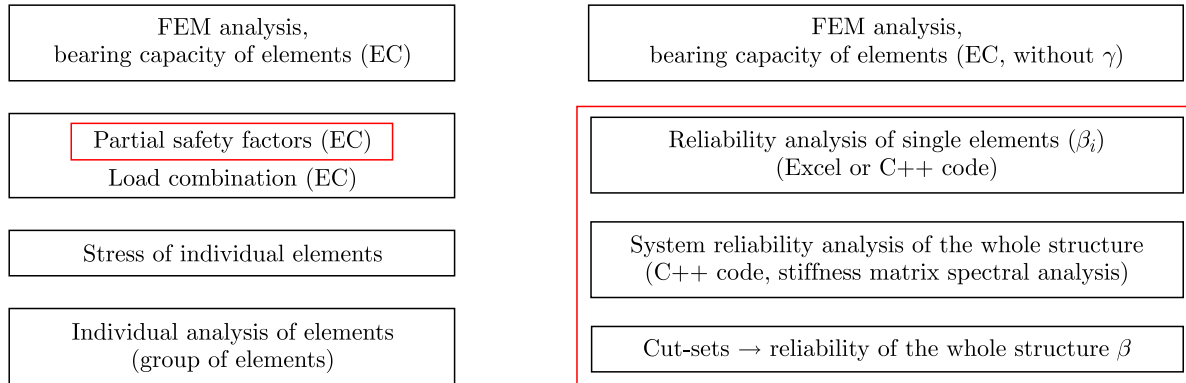 FEM analysis,
bearing capacity of elements (EC)
Partial safety factors (EC)
Load combination (EC)
Stress of individual elements
Individual analysis of elements
(group of elements)
FEM analysis,
bearing capacity of elements (EC, without γ)
Reliability analysis of single elements (βᵢ)
(Excel or C++ code)
System reliability analysis of the whole structure
(C++ code, stiffness matrix spectral analysis)
Cut-sets → reliability of the whole structure β